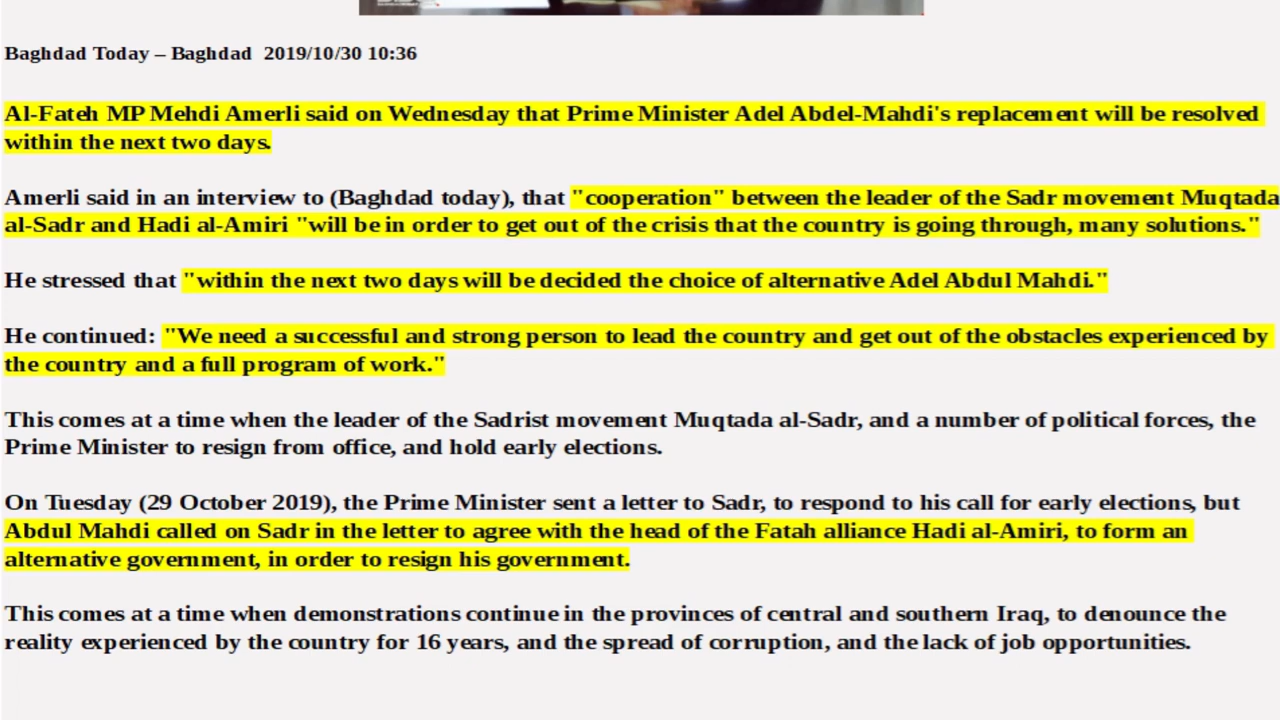 Baghdad Today – Baghdad 2019/10/30 10:36
Al-Fateh MP Mehdi Amerli said on Wednesday that Prime Minister Adel Abdel-Mahdi's replacement will be resolved
within the next two days.
Amerli said in an interview to (Baghdad today), that "cooperation" between the leader of the Sadr movement Muqtada
al-Sadr and Hadi al-Amiri "will be in order to get out of the crisis that the country is going through, many solutions."
He stressed that "within the next two days will be decided the choice of alternative Adel Abdul Mahdi."
He continued: "We need a successful and strong person to lead the country and get out of the obstacles experienced by
the country and a full program of work."
This comes at a time when the leader of the Sadrist movement Muqtada al-Sadr, and a number of political forces, the
Prime Minister to resign from office, and hold early elections.
On Tuesday (29 October 2019), the Prime Minister sent a letter to Sadr, to respond to his call for early elections, but
Abdul Mahdi called on Sadr in the letter to agree with the head of the Fatah alliance Hadi al-Amiri, to form an
alternative government, in order to resign his government.
This comes at a time when demonstrations continue in the provinces of central and southern Iraq, to denounce the
reality experienced by the country for 16 years, and the spread of corruption, and the lack of job opportunities.